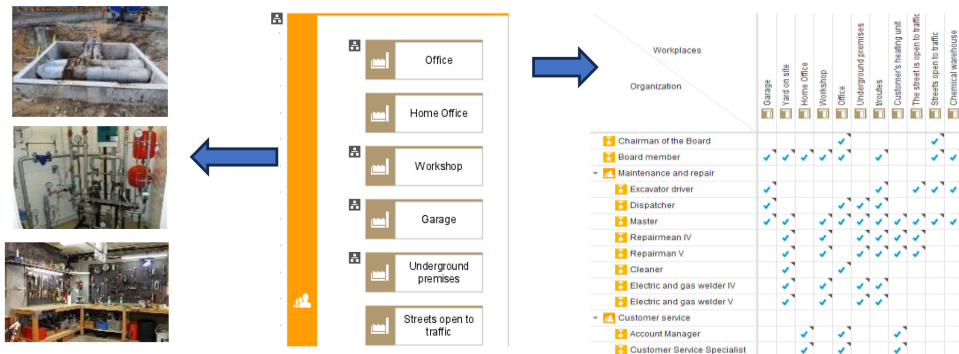 Office
Home Office
Workshop
Garage
Underground
premises
Streets open to
traffic
Workplaces
Organization
Garage
Yard on site
Home Office
Workshop
Office
Underground premises
Customer's heating unit
The street is open to traffic
Streets open to traffic
Chemical warehouse
Chairman of the Board
Board member
Maintenance and repair
Excavator driver
Dispatcher
Master
Repairmean IV
Repairman V
Cleaner
Electric and gas welder IV
Electric and gas welder V
Customer service
Account Manager
Customer Service Specialist